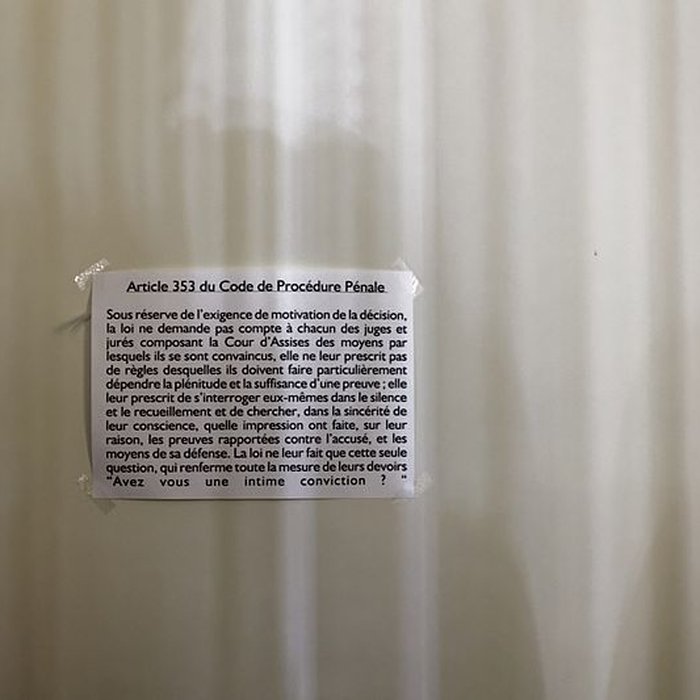 Article 353 du Code de Procédure Pénale
Sous réserve de l'exigence de motivation de la décision,
la loi ne demande pas compte à chacun des juges et
jurés composant la Cour d'Assises des moyens par
lesquels ils se sont convaincus, elle ne leur prescrit pas
de règles desquelles ils doivent faire particulièrement
dépendre la plénitude et la suffisance d'une preuve ; elle
leur prescrit de s'interroger eux-mêmes dans le silence
et le recueillement et de chercher, dans la sincérité de
leur conscience, quelle impression ont faite, sur leur
raison, les preuves rapportées contre l'accusé, et les
moyens de sa défense. La loi ne leur fait que cette seule
question, qui renferme toute la mesure de leurs devoirs
"Avez vous une intime conviction ? "